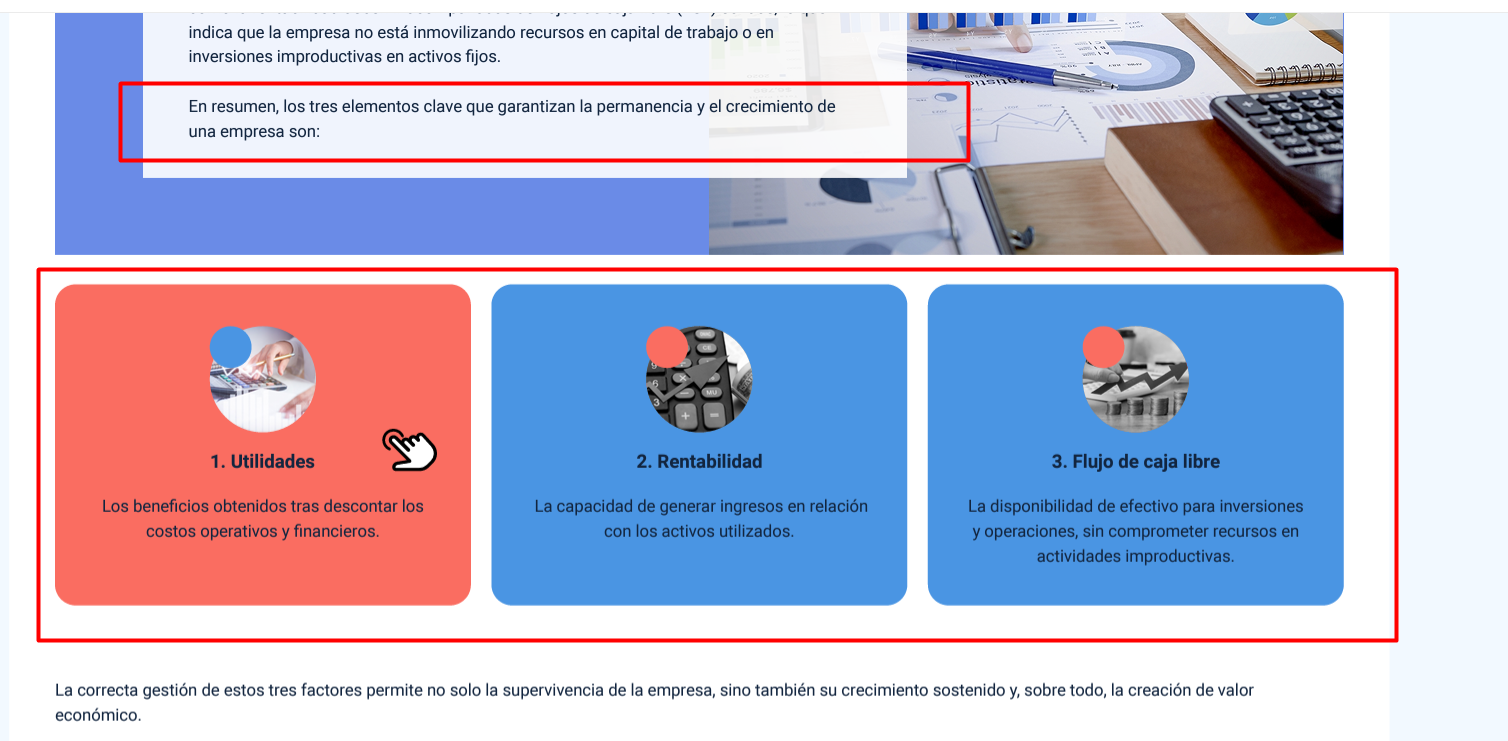 indica que la empresa no está inmovilizando recursos en capital de trabajo o en
inversiones improductivas en activos fijos.
En resumen, los tres elementos clave que garantizan la permanencia y el crecimiento de
una empresa son:
1. Utilidades
Los beneficios obtenidos tras descontar los
costos operativos y financieros.
2. Rentabilidad
La capacidad de generar ingresos en relación
con los activos utilizados.
3. Flujo de caja libre
La disponibilidad de efectivo para inversiones
y operaciones, sin comprometer recursos en
actividades improductivas.
La correcta gestión de estos tres factores permite no solo la supervivencia de la empresa, sino también su crecimiento sostenido y, sobre todo, la creación de valor
económico.